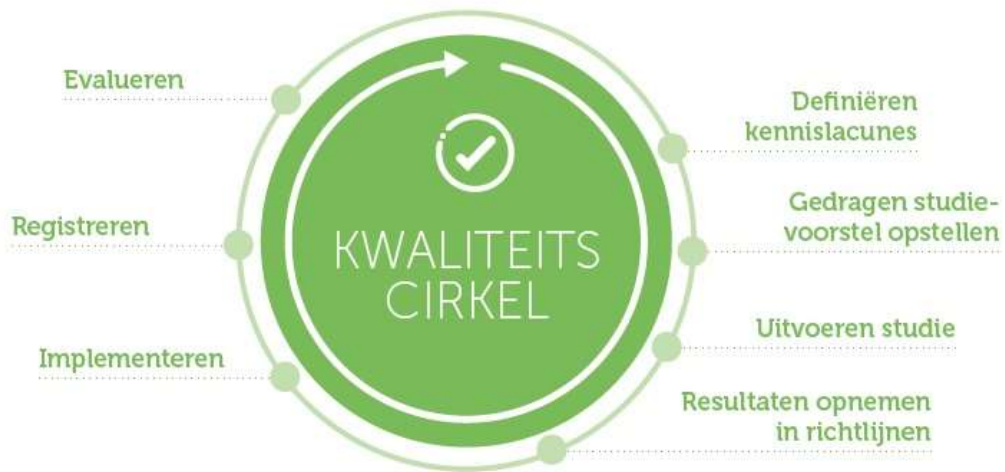 Evalueren
Definiëren
kennislacunes
Gedragen studie-
voorstel opstellen
Registreren
KWALITEITS
CIRKEL
Uitvoeren studie
Implementeren
Resultaten opnemen
in richtlijnen